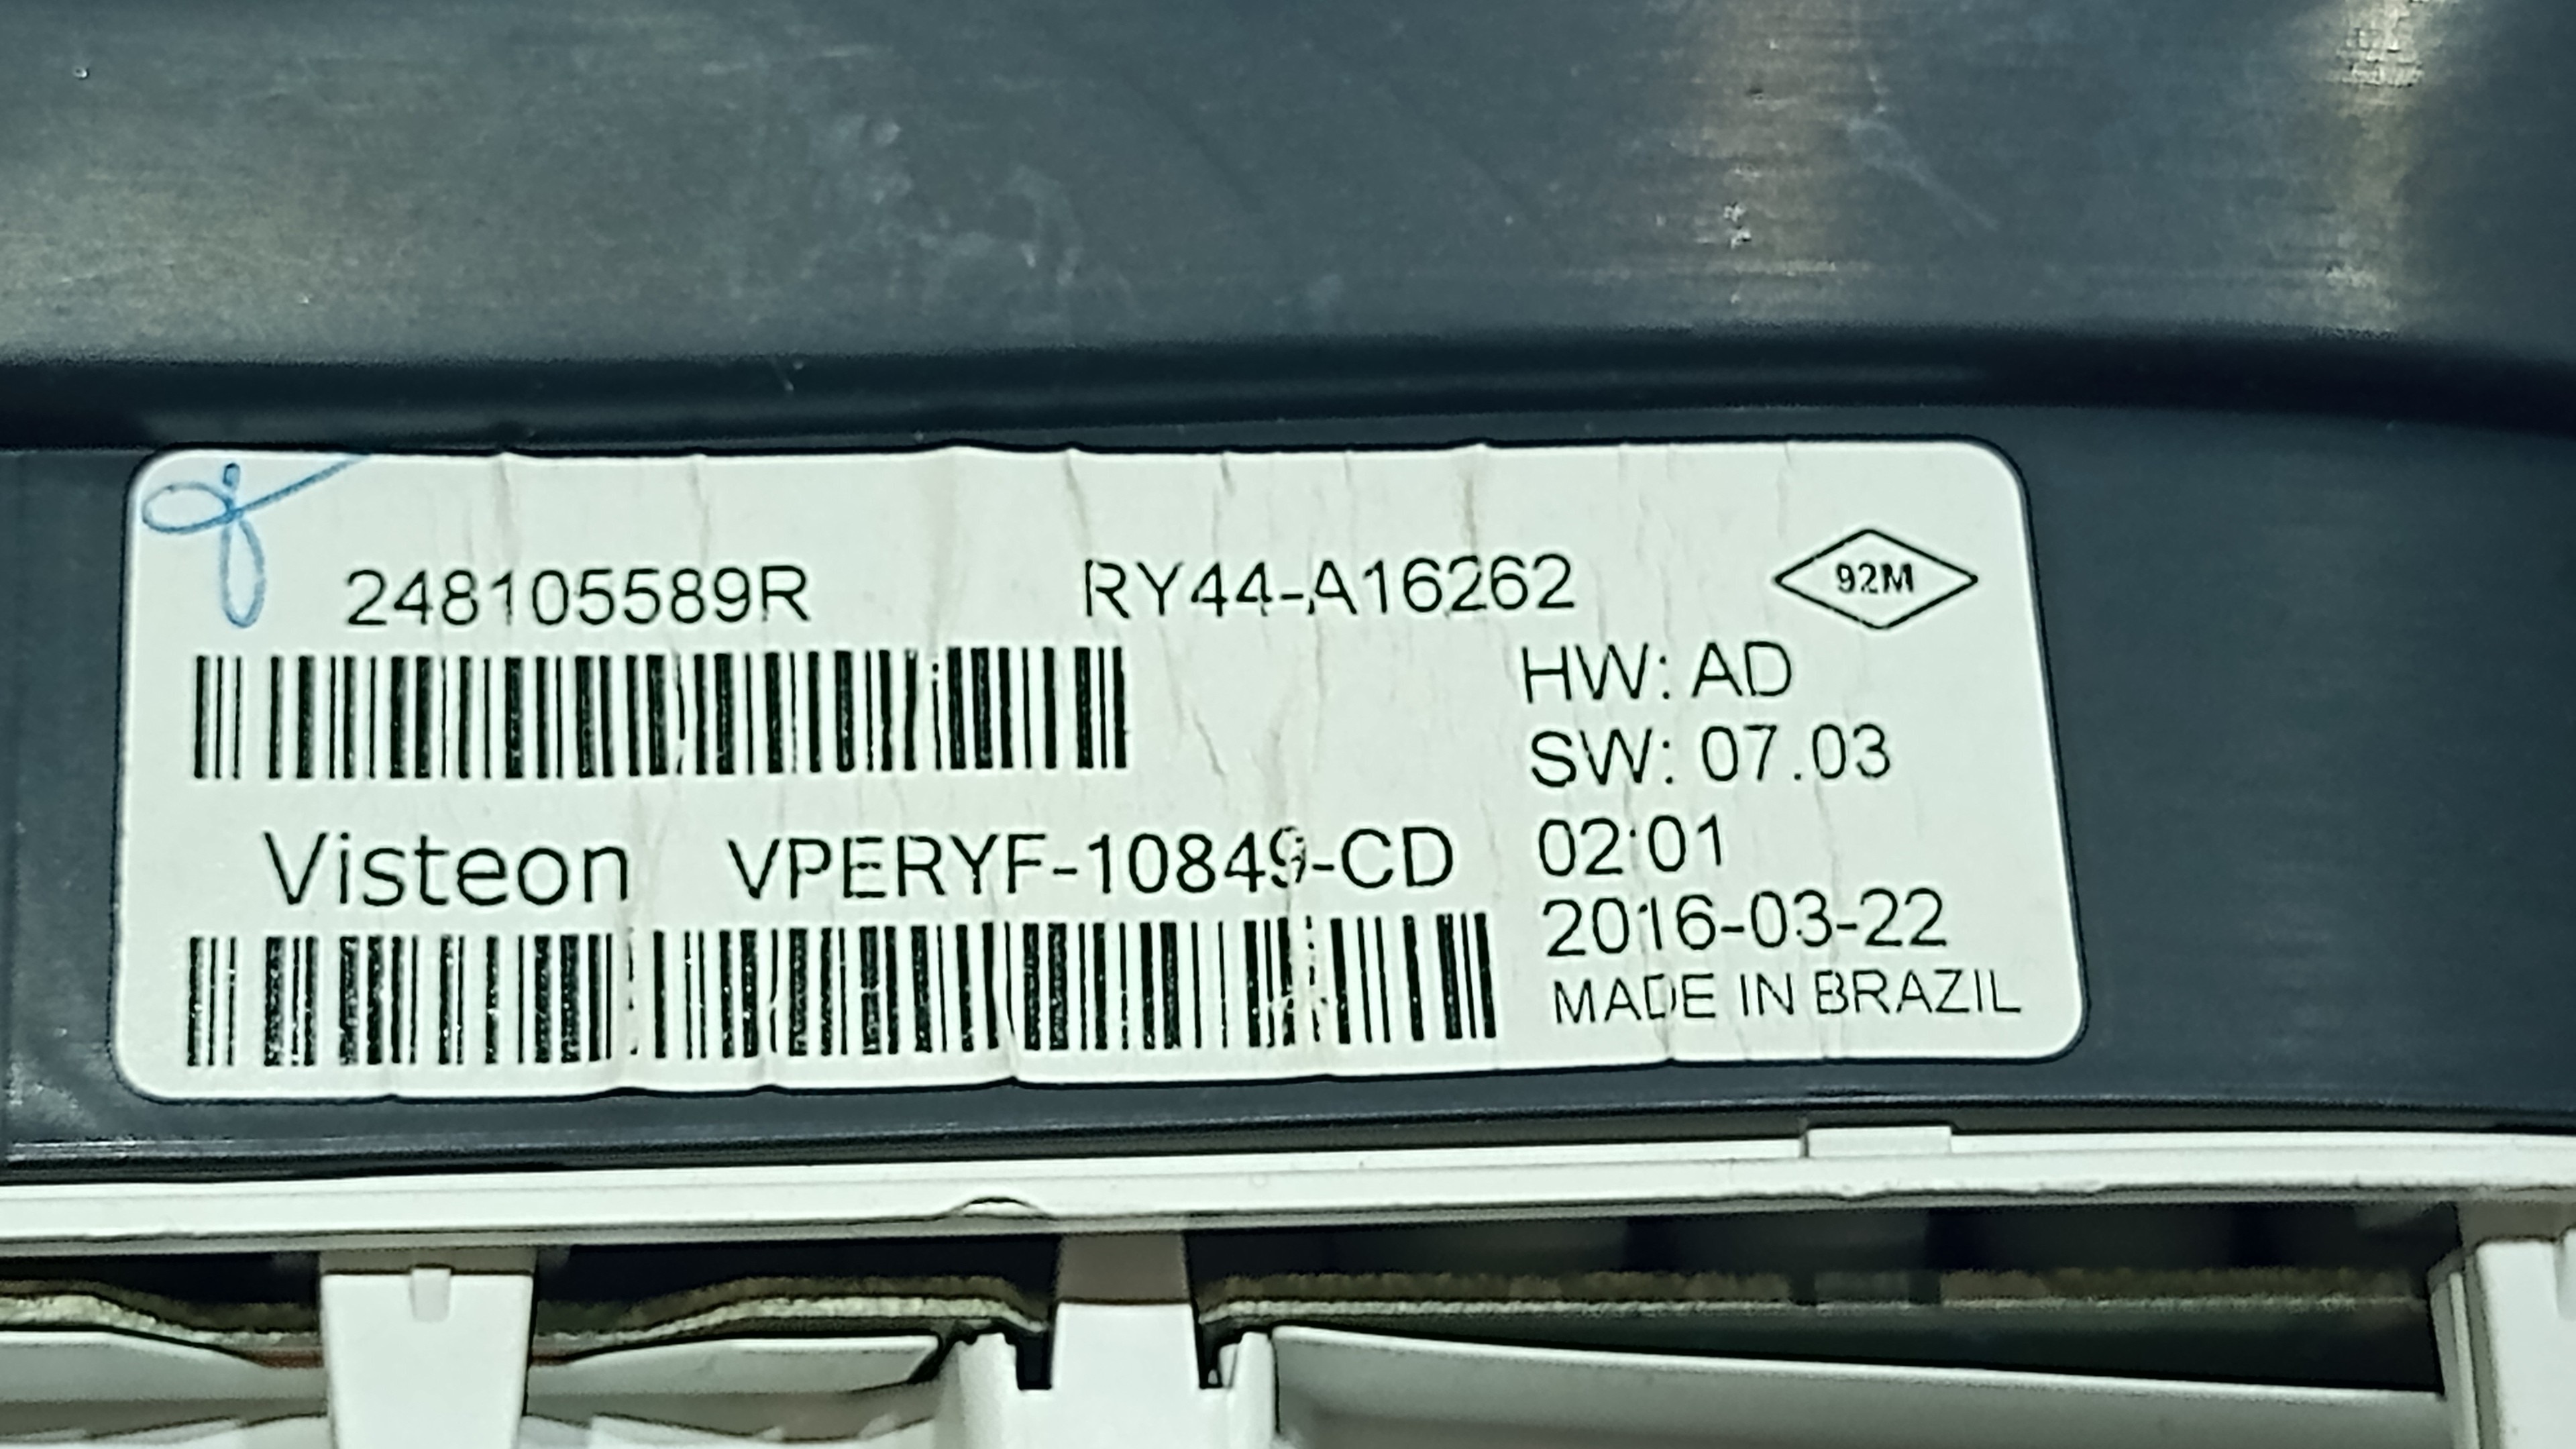 248105589R RY44-A16262 92M
HW: AD
SW: 07.03
Visteon VPERYF-10849-CD 02:01
2016-03-22
MADE IN BRAZIL